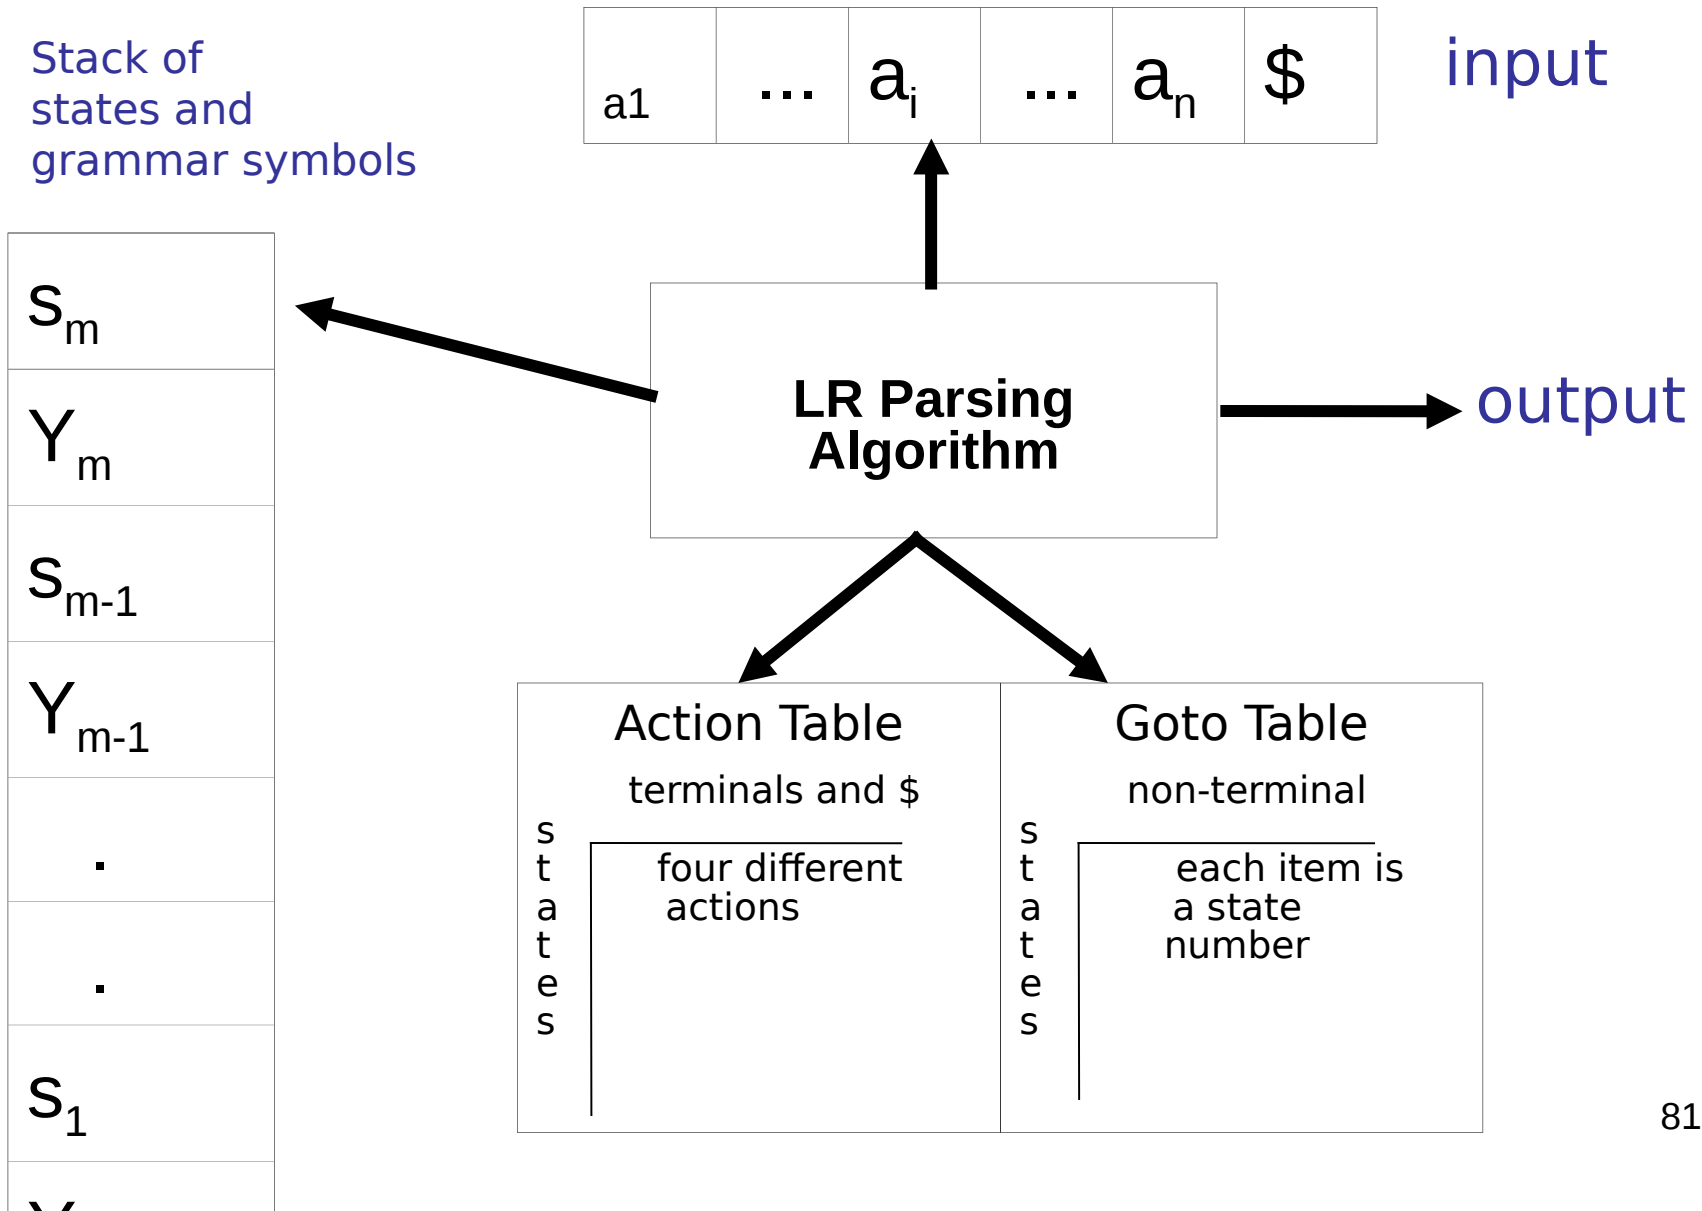 Stack of
states and
grammar symbols
a1 ... ai ... an $
input
sm
Ym
sm-1
Ym-1
.
.
s1
LR Parsing
Algorithm
output
Action Table
terminals and $
s
t
a
t
e
s
four different
actions
Goto Table
non-terminal
s
t
a
t
e
s
each item is
a state
number
81